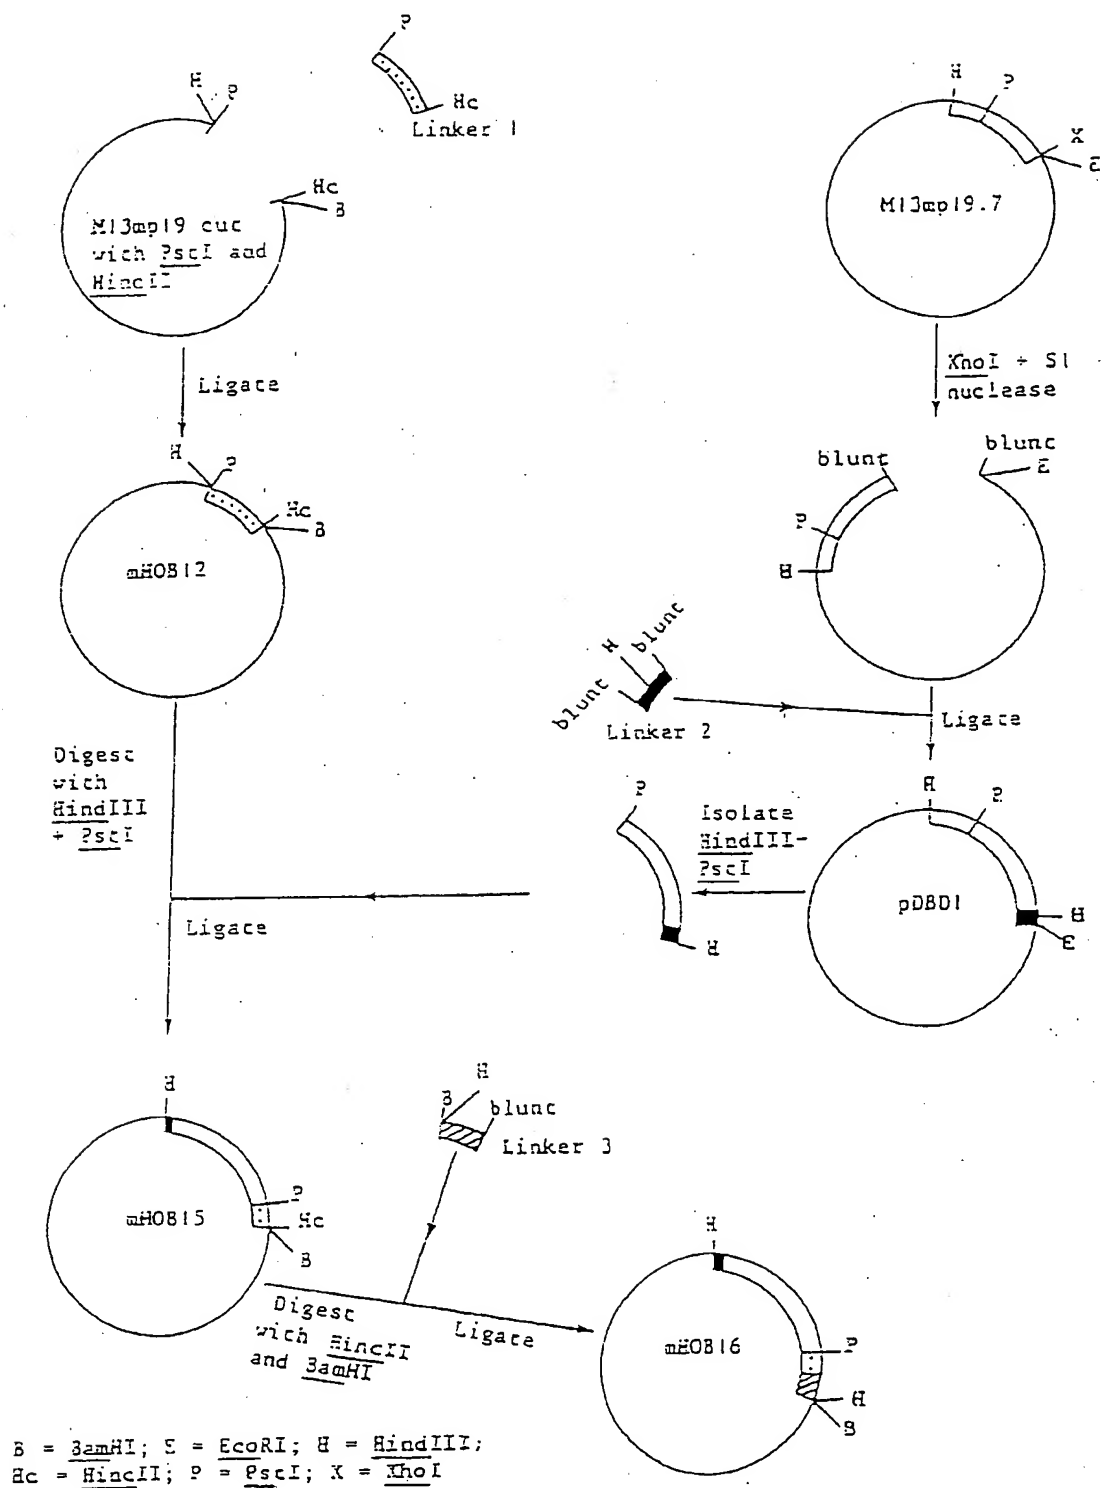 P
H
P
Hc
Linker 1
Hc
B
M13mp19 cut
with PstI and
HincII
Ligate
H
P
Hc
B
mHOB12
Digest
with
HindIII
+ PstI
Ligate
H
P
X
E
M13mp19.7
XhoI + S1
nuclease
blunt
blunt
E
P
H
blunt
H
blunt
Linker 2
Ligate
H
P
pDBD1
H
E
Isolate
HindIII-
PstI
P
H
H
mHOB15
P
Hc
B
B
H
blunt
Linker 3
Digest
with HincII
and BamHI
Ligate
H
mHOB16
P
H
B
B = BamHI; E = EcoRI; H = HindIII;
Hc = HincII; P = PstI; X = XhoI